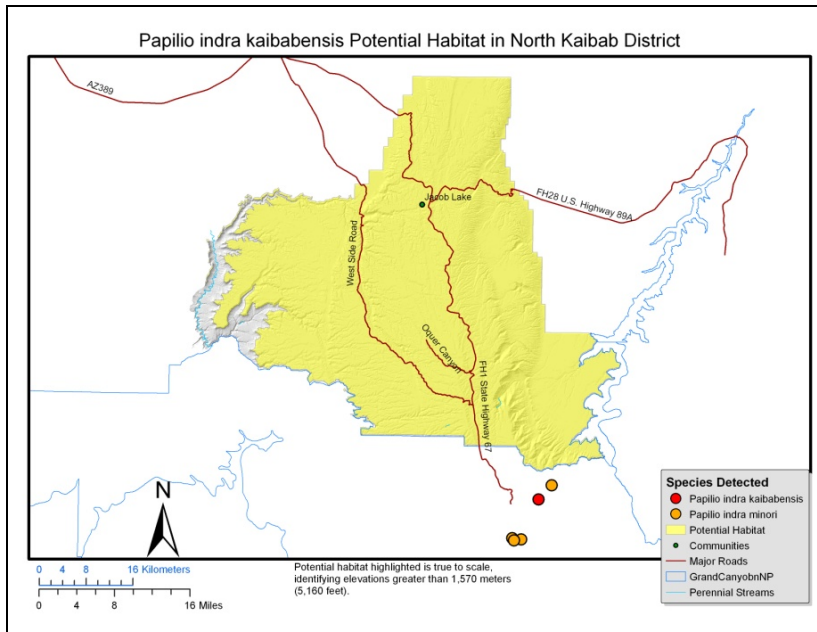 Papilio indra kaibabensis Potential Habitat in North Kaibab District
AZ389
Jacob Lake
FH28 U.S. Highway 89A
West Side Road
Oquer Canyon
FH1 State Highway 67
N
Species Detected
Papilio indra kaibabensis
Papilio indra minori
Potential Habitat
Communities
Major Roads
GrandCanyobnNP
Perennial Streams
0 4 8 16 Kilometers
0 4 8 16 Miles
Potential habitat highlighted is true to scale,
identifying elevations greater than 1,570 meters
(5,160 feet).